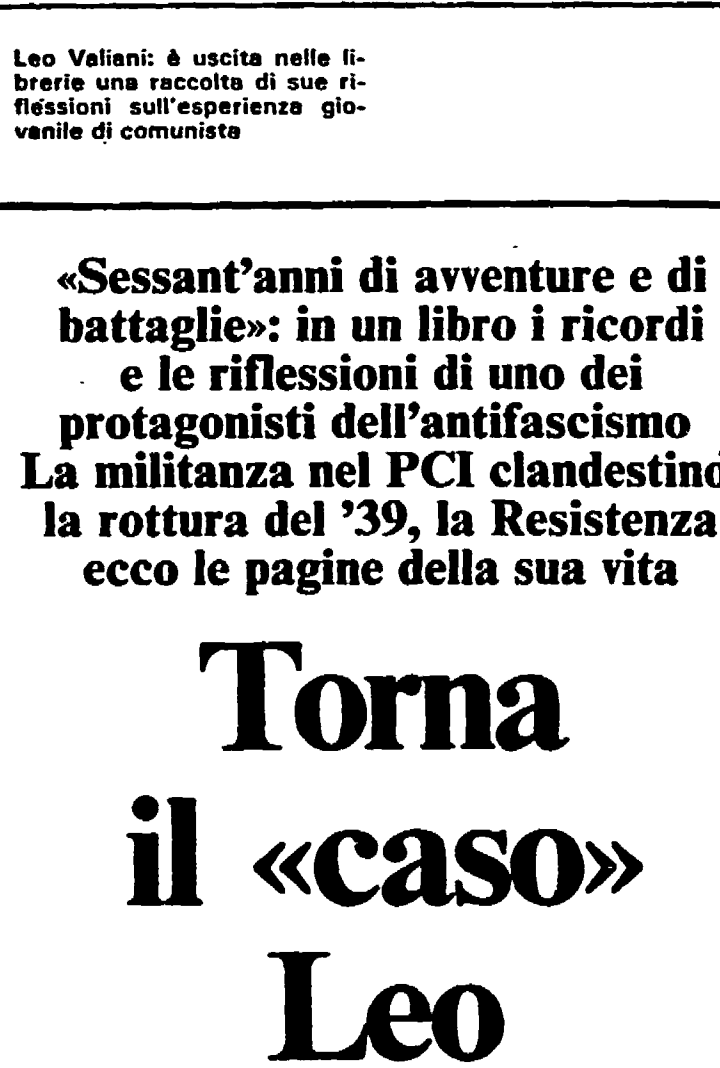 Leo Valiani: è uscita nelle li-
brerie una raccolta di sue ri-
flessioni sull'esperienza gio-
vanile di comunista
«Sessant'anni di avventure e di
battaglie»: in un libro i ricordi
e le riflessioni di uno dei
protagonisti dell'antifascismo
La militanza nel PCI clandestino
la rottura del '39, la Resistenza
ecco le pagine della sua vita
Torna
il «caso»
Leo